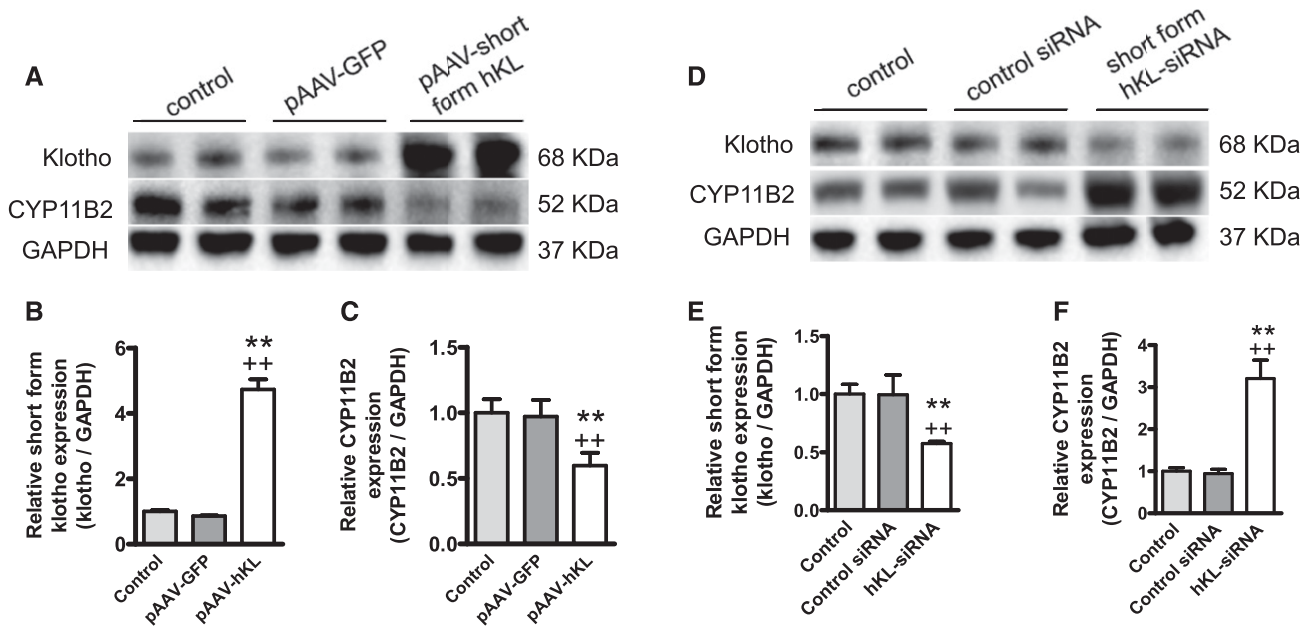 A
control
pAAV-GFP
pAAV-short
form hKL
Klotho
68 KDa
CYP11B2
52 KDa
GAPDH
37 KDa
D
control
control siRNA
short form
hKL-siRNA
Klotho
68 KDa
CYP11B2
52 KDa
GAPDH
37 KDa
B
Relative short form
klotho expression
(klotho / GAPDH)
6
4
2
0
**
++
Control
pAAV-GFP
pAAV-hKL
C
Relative CYP11B2
expression
(CYP11B2 / GAPDH)
1.5
1.0
0.5
0.0
**
++
Control
pAAV-GFP
pAAV-hKL
E
Relative short form
klotho expression
(klotho / GAPDH)
1.5
1.0
0.5
0.0
**
++
Control
Control siRNA
hKL-siRNA
F
Relative CYP11B2
expression
(CYP11B2 / GAPDH)
4
3
2
1
0
**
++
Control
Control siRNA
hKL-siRNA